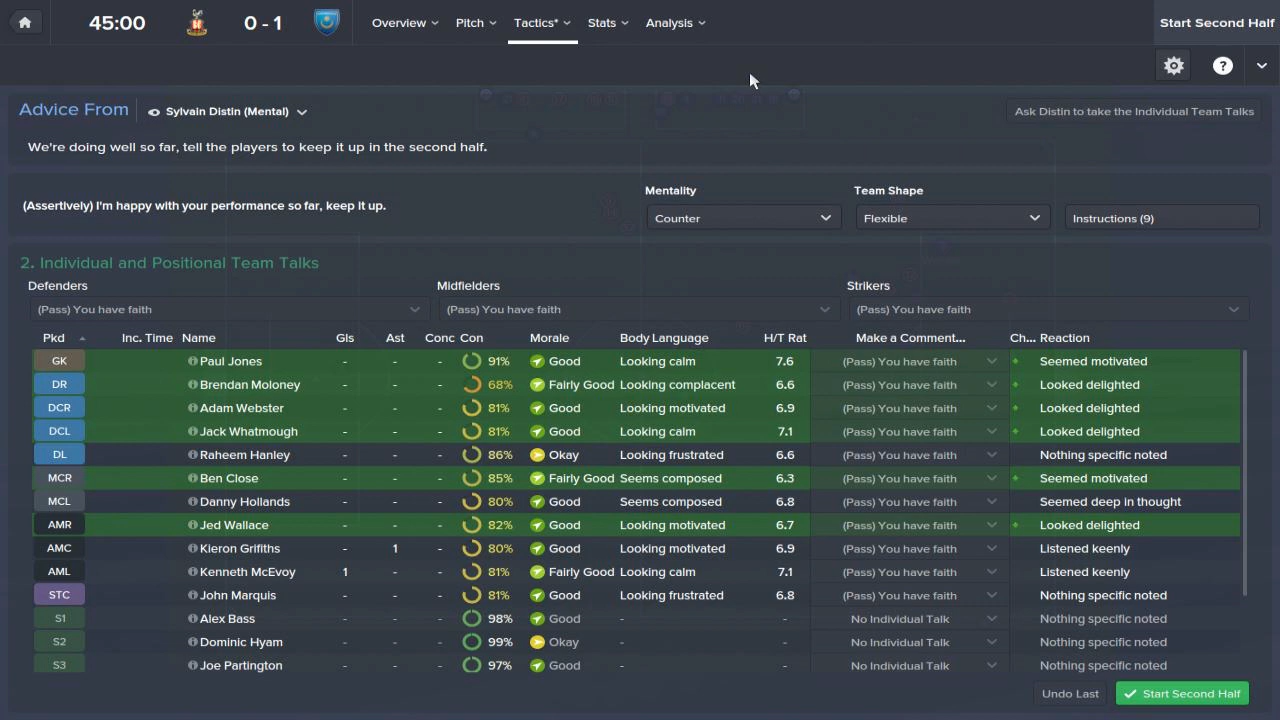 45:00 0 - 1 Overview Pitch Tactics* Stats Analysis Start Second Half
Advice From Sylvain Distin (Mental) Ask Distin to take the Individual Team Talks
We're doing well so far, tell the players to keep it up in the second half.
Mentality Team Shape
(Assertively) I'm happy with your performance so far, keep it up. Counter Flexible Instructions (9)
2. Individual and Positional Team Talks
Defenders Midfielders Strikers
(Pass) You have faith (Pass) You have faith (Pass) You have faith
Pkd Inc. Time Name Gls Ast Conc Con Morale Body Language H/T Rat Make a Comment... Ch... Reaction
GK Paul Jones - - - 91% Good Looking calm 7.6 (Pass) You have faith Seemed motivated
DR Brendan Moloney - - - 68% Fairly Good Looking complacent 6.6 (Pass) You have faith Looked delighted
DCR Adam Webster - - - 81% Good Looking motivated 6.9 (Pass) You have faith Looked delighted
DCL Jack Whatmough - - - 81% Good Looking calm 7.1 (Pass) You have faith Looked delighted
DL Raheem Hanley - - - 86% Okay Looking frustrated 6.6 (Pass) You have faith Nothing specific noted
MCR Ben Close - - - 85% Fairly Good Seems composed 6.3 (Pass) You have faith Seemed motivated
MCL Danny Hollands - - - 80% Good Seems composed 6.8 (Pass) You have faith Seemed deep in thought
AMR Jed Wallace - - - 82% Good Looking motivated 6.7 (Pass) You have faith Looked delighted
AMC Kieron Grifiths - 1 - 80% Good Looking motivated 6.9 (Pass) You have faith Listened keenly
AML Kenneth McEvoy 1 - - 81% Fairly Good Looking calm 7.1 (Pass) You have faith Listened keenly
STC John Marquis - - - 81% Good Looking frustrated 6.8 (Pass) You have faith Nothing specific noted
S1 Alex Bass - - - 98% Good - - No Individual Talk Nothing specific noted
S2 Dominic Hyam - - - 99% Okay - - No Individual Talk Nothing specific noted
S3 Joe Partington - - - 97% Good - - No Individual Talk Nothing specific noted
Undo Last Start Second Half